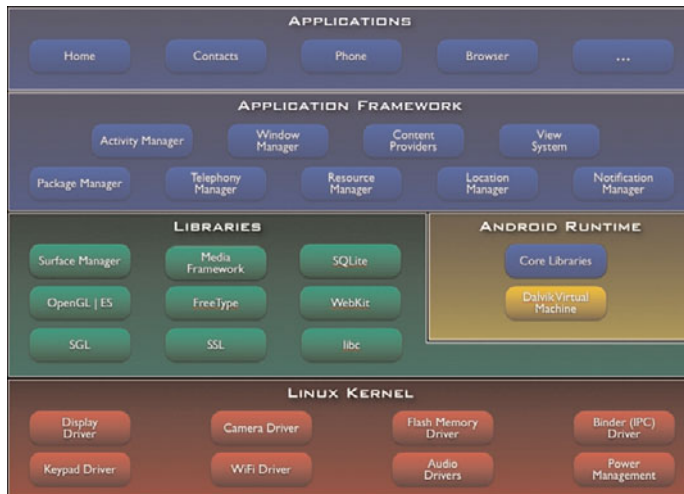 APPLICATIONS
Home
Contacts
Phone
Browser
...
APPLICATION FRAMEWORK
Activity Manager
Window
Manager
Content
Providers
View
System
Package Manager
Telephony
Manager
Resource
Manager
Location
Manager
Notification
Manager
LIBRARIES
Surface Manager
Media
Framework
SQLite
OpenGL | ES
FreeType
WebKit
SGL
SSL
libc
ANDROID RUNTIME
Core Libraries
Dalvik Virtual
Machine
LINUX KERNEL
Display
Driver
Camera Driver
Flash Memory
Driver
Binder (IPC)
Driver
Keypad Driver
WiFi Driver
Audio
Drivers
Power
Management